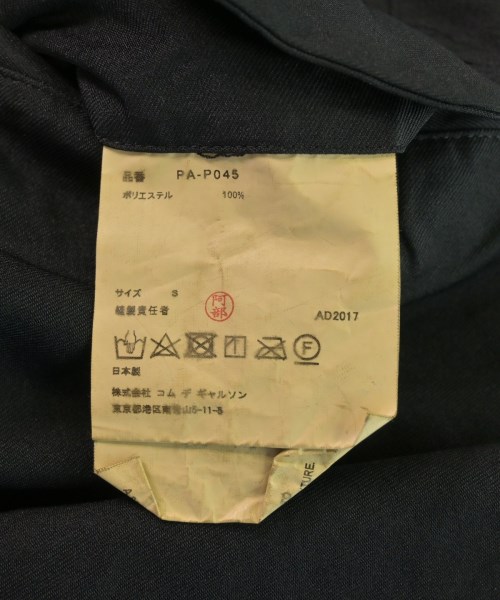 品番 PA-P045
ポリエステル 100%
サイズ S
縫製責任者 阿部 AD2017
F
日本製
株式会社 コム デ ギャルソン
東京都港区南青山5-11-5
TURE.